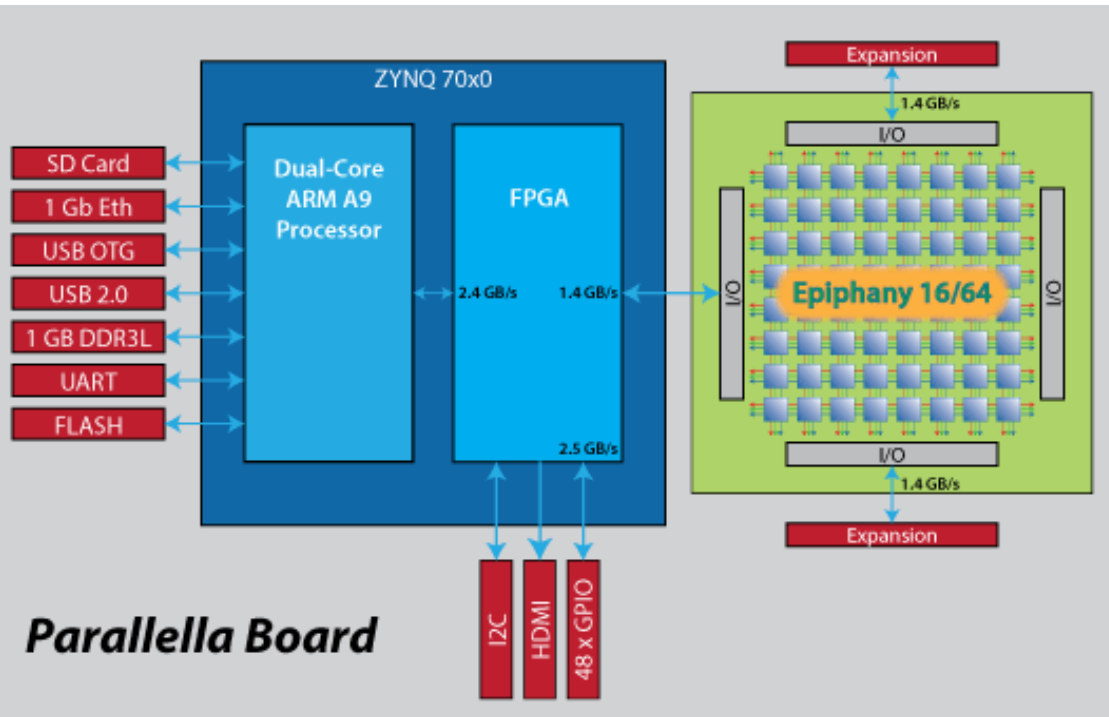 ZYNQ 70x0
SD Card
1 Gb Eth
USB OTG
USB 2.0
1 GB DDR3L
UART
FLASH
Dual-Core
ARM A9
Processor
FPGA
2.4 GB/s
1.4 GB/s
2.5 GB/s
I2C
HDMI
48 x GPIO
Expansion
1.4 GB/s
I/O
I/O
Epiphany 16/64
I/O
I/O
1.4 GB/s
Expansion
Parallella Board